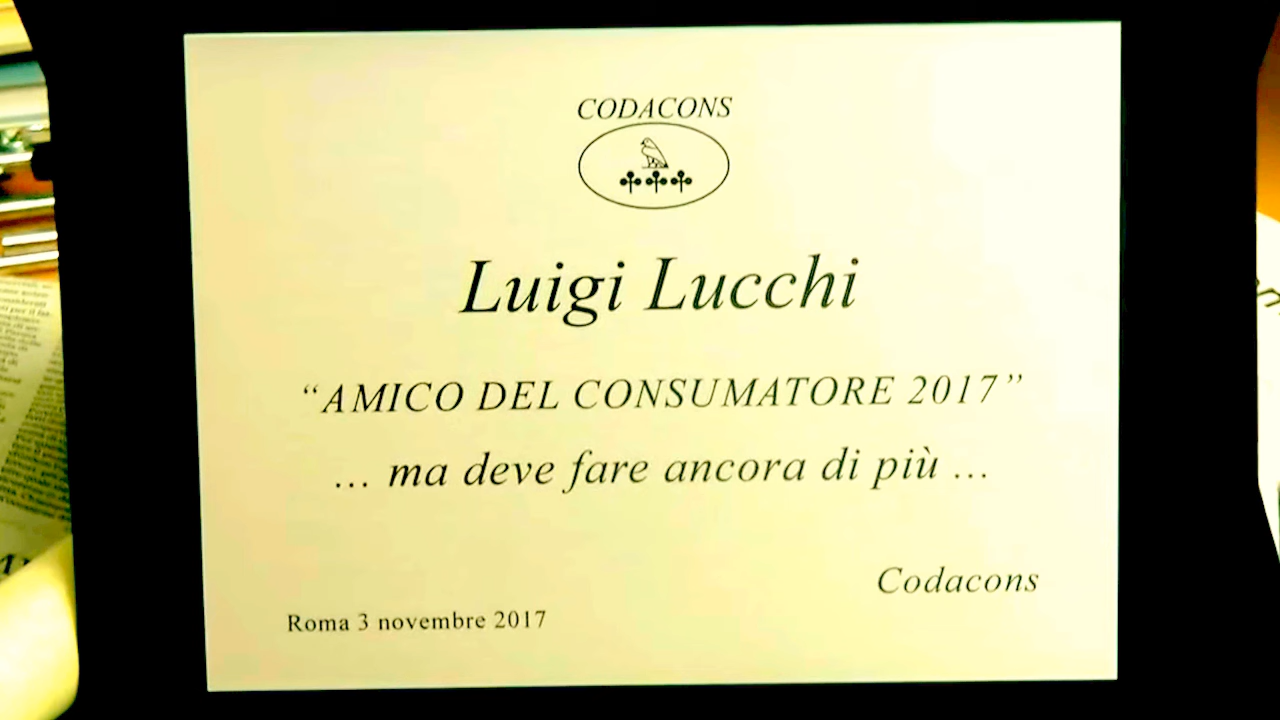 CODACONS
Luigi Lucchi
“AMICO DEL CONSUMATORE 2017”
... ma deve fare ancora di più ...
Codacons
Roma 3 novembre 2017